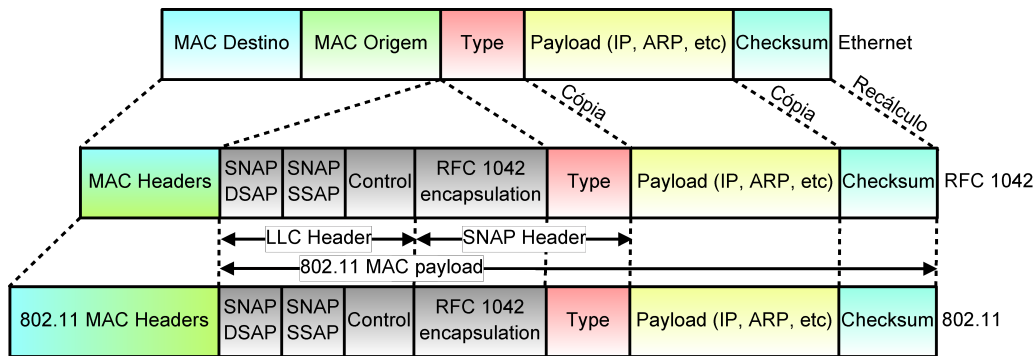 MAC Destino MAC Origem Type Payload (IP, ARP, etc) Checksum Ethernet
Cópia Cópia Recálculo
MAC Headers SNAP DSAP SNAP SSAP Control RFC 1042 encapsulation Type Payload (IP, ARP, etc) Checksum RFC 1042
LLC Header SNAP Header
802.11 MAC payload
802.11 MAC Headers SNAP DSAP SNAP SSAP Control RFC 1042 encapsulation Type Payload (IP, ARP, etc) Checksum 802.11